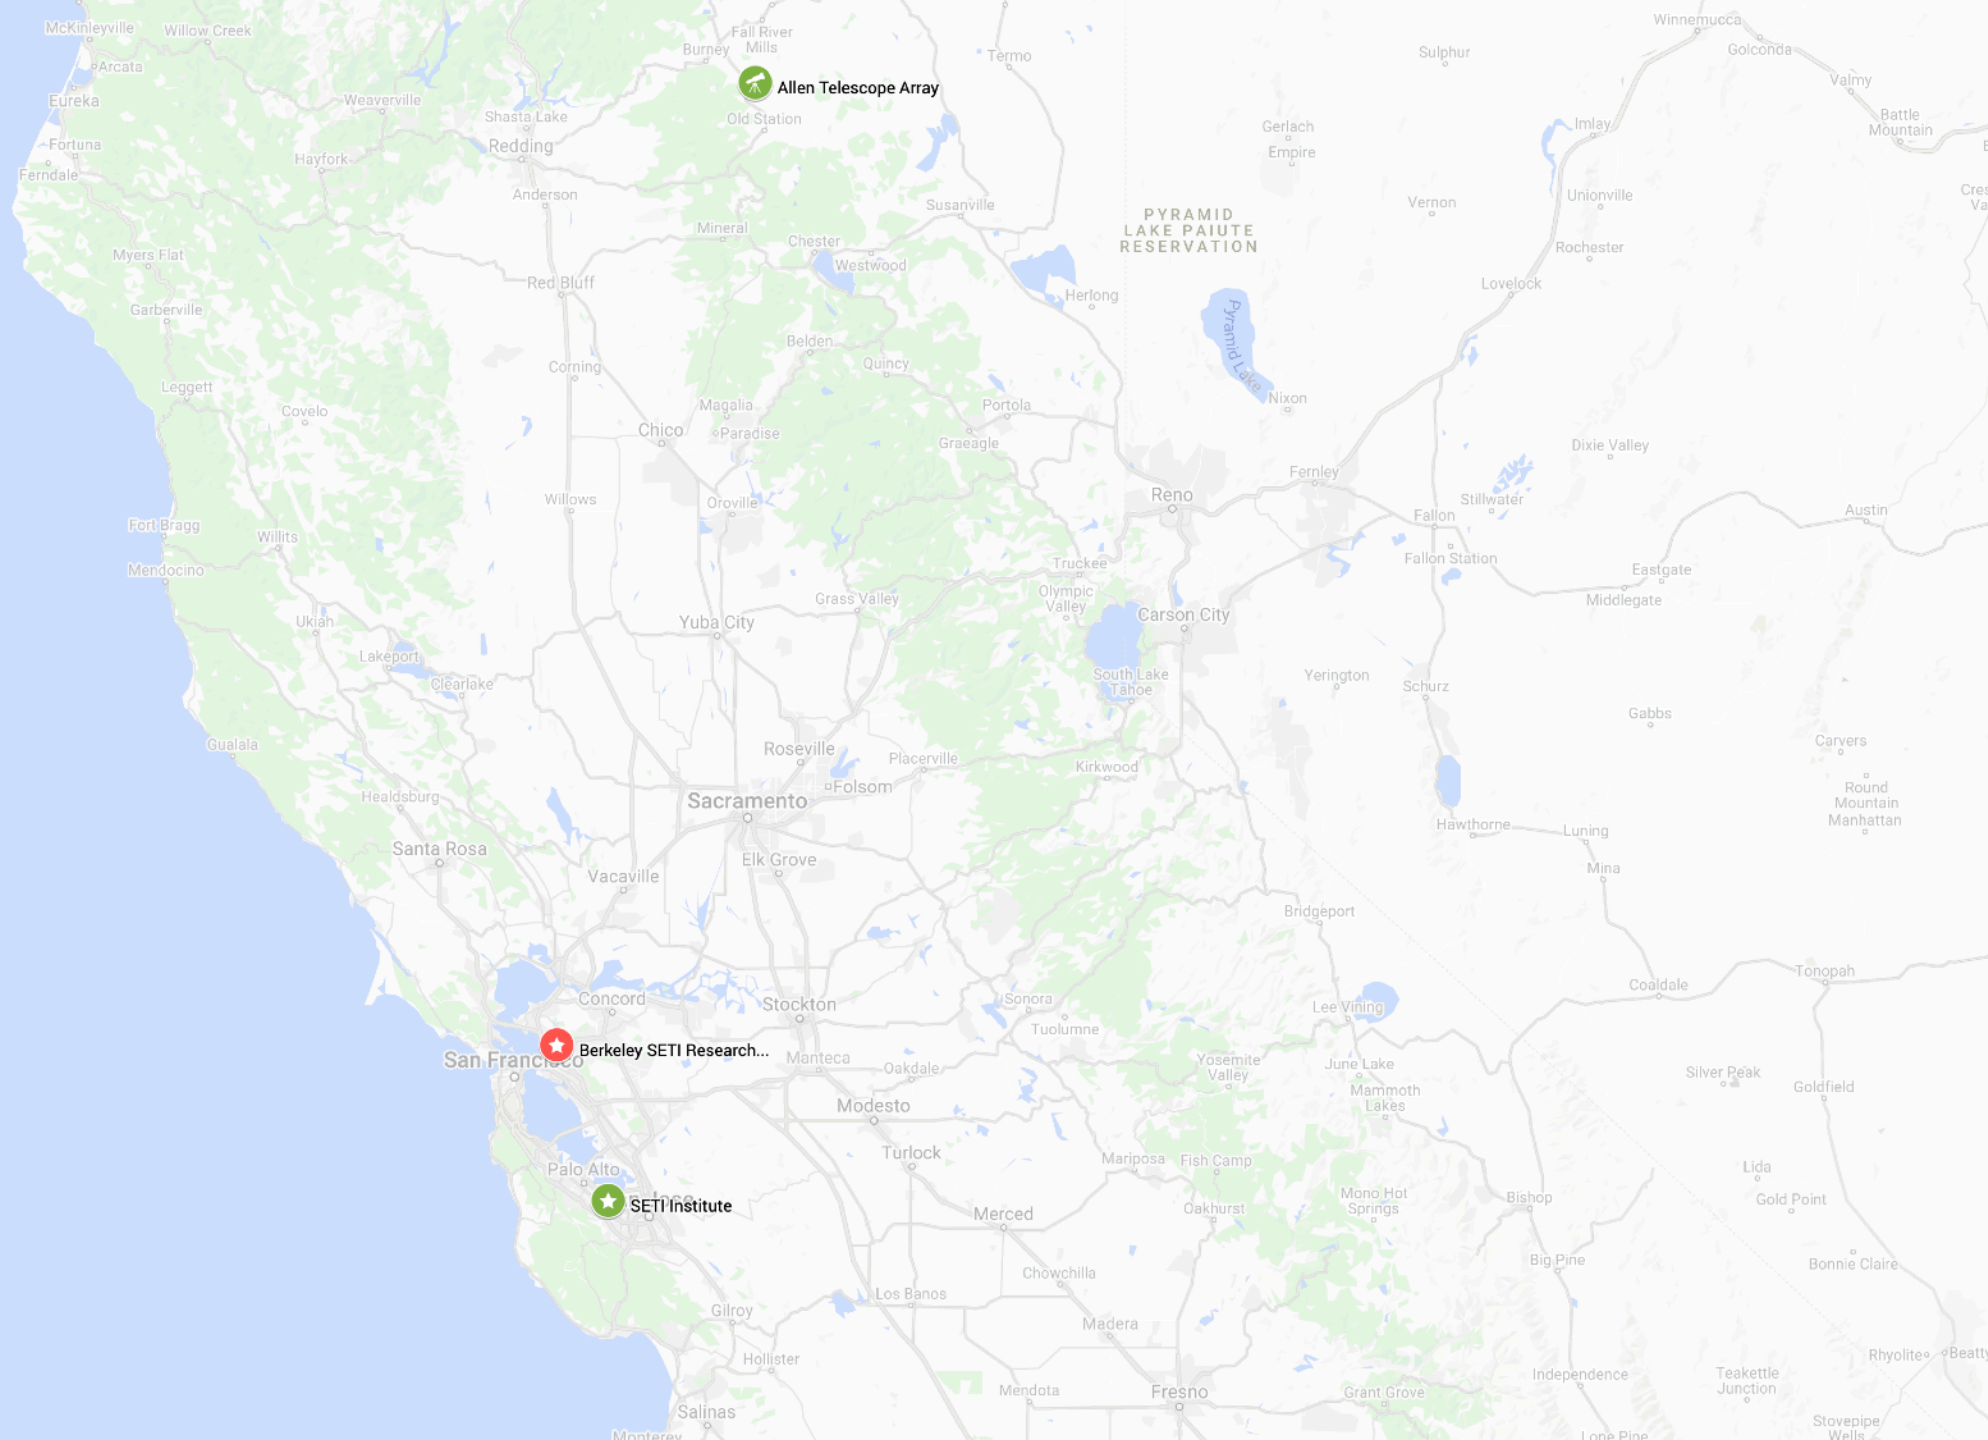 McKinleyville
Willow Creek
Fall River
Mills
Burney
Winnemucca
Golconda
Termo
Sulphur
Arcata
Valmy
Eureka
Weaverville
Allen Telescope Array
Shasta Lake
Old Station
Battle
Mountain
Gerlach
Imlay
Fortuna
Redding
Hayfork
Empire
Ferndale
Anderson
Unionville
Vernon
Susanville
PYRAMID
LAKE PAIUTE
RESERVATION
Mineral
Chester
Rochester
Myers Flat
Westwood
Red Bluff
Lovelock
Herlong
Garberville
Pyramid Lake
Belden
Quincy
Corning
Leggett
Nixon
Covelo
Magalia
Portola
Chico
Paradise
Graeagle
Dixie Valley
Fernley
Reno
Willows
Oroville
Stillwater
Fallon
Austin
Fort Bragg
Willits
Fallon Station
Truckee
Mendocino
Eastgate
Olympic
Valley
Grass Valley
Middlegate
Carson City
Ukiah
Yuba City
Lakeport
South Lake
Tahoe
Yerington
Clearlake
Schurz
Gabbs
Gualala
Roseville
Carvers
Placerville
Kirkwood
Folsom
Round
Mountain
Manhattan
Healdsburg
Sacramento
Hawthorne
Luning
Santa Rosa
Elk Grove
Mina
Vacaville
Bridgeport
Tonopah
Coaldale
Concord
Stockton
Sonora
Lee Vining
Tuolumne
Berkeley SETI Research...
San Francisco
Manteca
Oakdale
Yosemite
Valley
June Lake
Silver Peak
Goldfield
Mammoth
Lakes
Modesto
Turlock
Mariposa
Fish Camp
Palo Alto
Lida
Gold Point
Mono Hot
Springs
Bishop
SETI Institute
Merced
Oakhurst
Big Pine
Bonnie Claire
Chowchilla
Los Banos
Gilroy
Madera
Hollister
Rhyolite
Beatty
Independence
Teakettle
Junction
Mendota
Fresno
Grant Grove
Salinas
Stovepipe
Wells
Monterey
Lone Pine